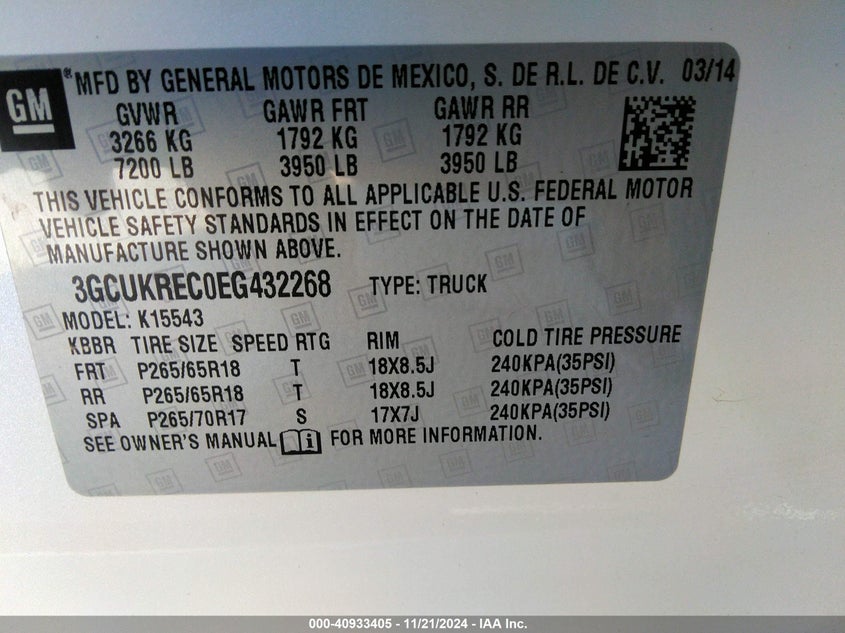 GM ® MFD BY GENERAL MOTORS DE MEXICO, S. DE R.L. DE C.V. 03/14
GVWR GAWR FRT GAWR RR
3266 KG 1792 KG 1792 KG
7200 LB 3950 LB 3950 LB
THIS VEHICLE CONFORMS TO ALL APPLICABLE U.S. FEDERAL MOTOR
VEHICLE SAFETY STANDARDS IN EFFECT ON THE DATE OF
MANUFACTURE SHOWN ABOVE.
3GCUKREC0EG432268 TYPE: TRUCK
MODEL: K15543
KBBR TIRE SIZE SPEED RTG RIM COLD TIRE PRESSURE
FRT P265/65R18 T 18X8.5J 240KPA(35PSI)
RR P265/65R18 T 18X8.5J 240KPA(35PSI)
SPA P265/70R17 S 17X7J 240KPA(35PSI)
SEE OWNER'S MANUAL i FOR MORE INFORMATION.
000-40933405 - 11/21/2024 - IAA Inc.